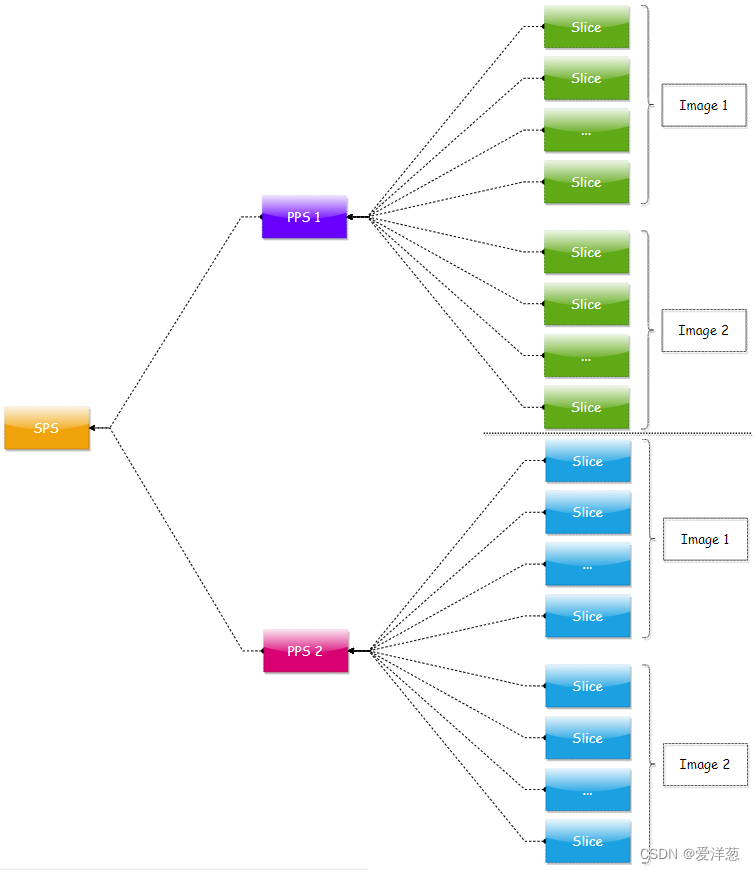 Slice
Slice
...
Slice
Image 1
PPS 1
Slice
Slice
...
Slice
Image 2
SPS
Slice
Slice
...
Slice
Image 1
PPS 2
Slice
Slice
...
Slice
Image 2
CSDN @爱洋葱